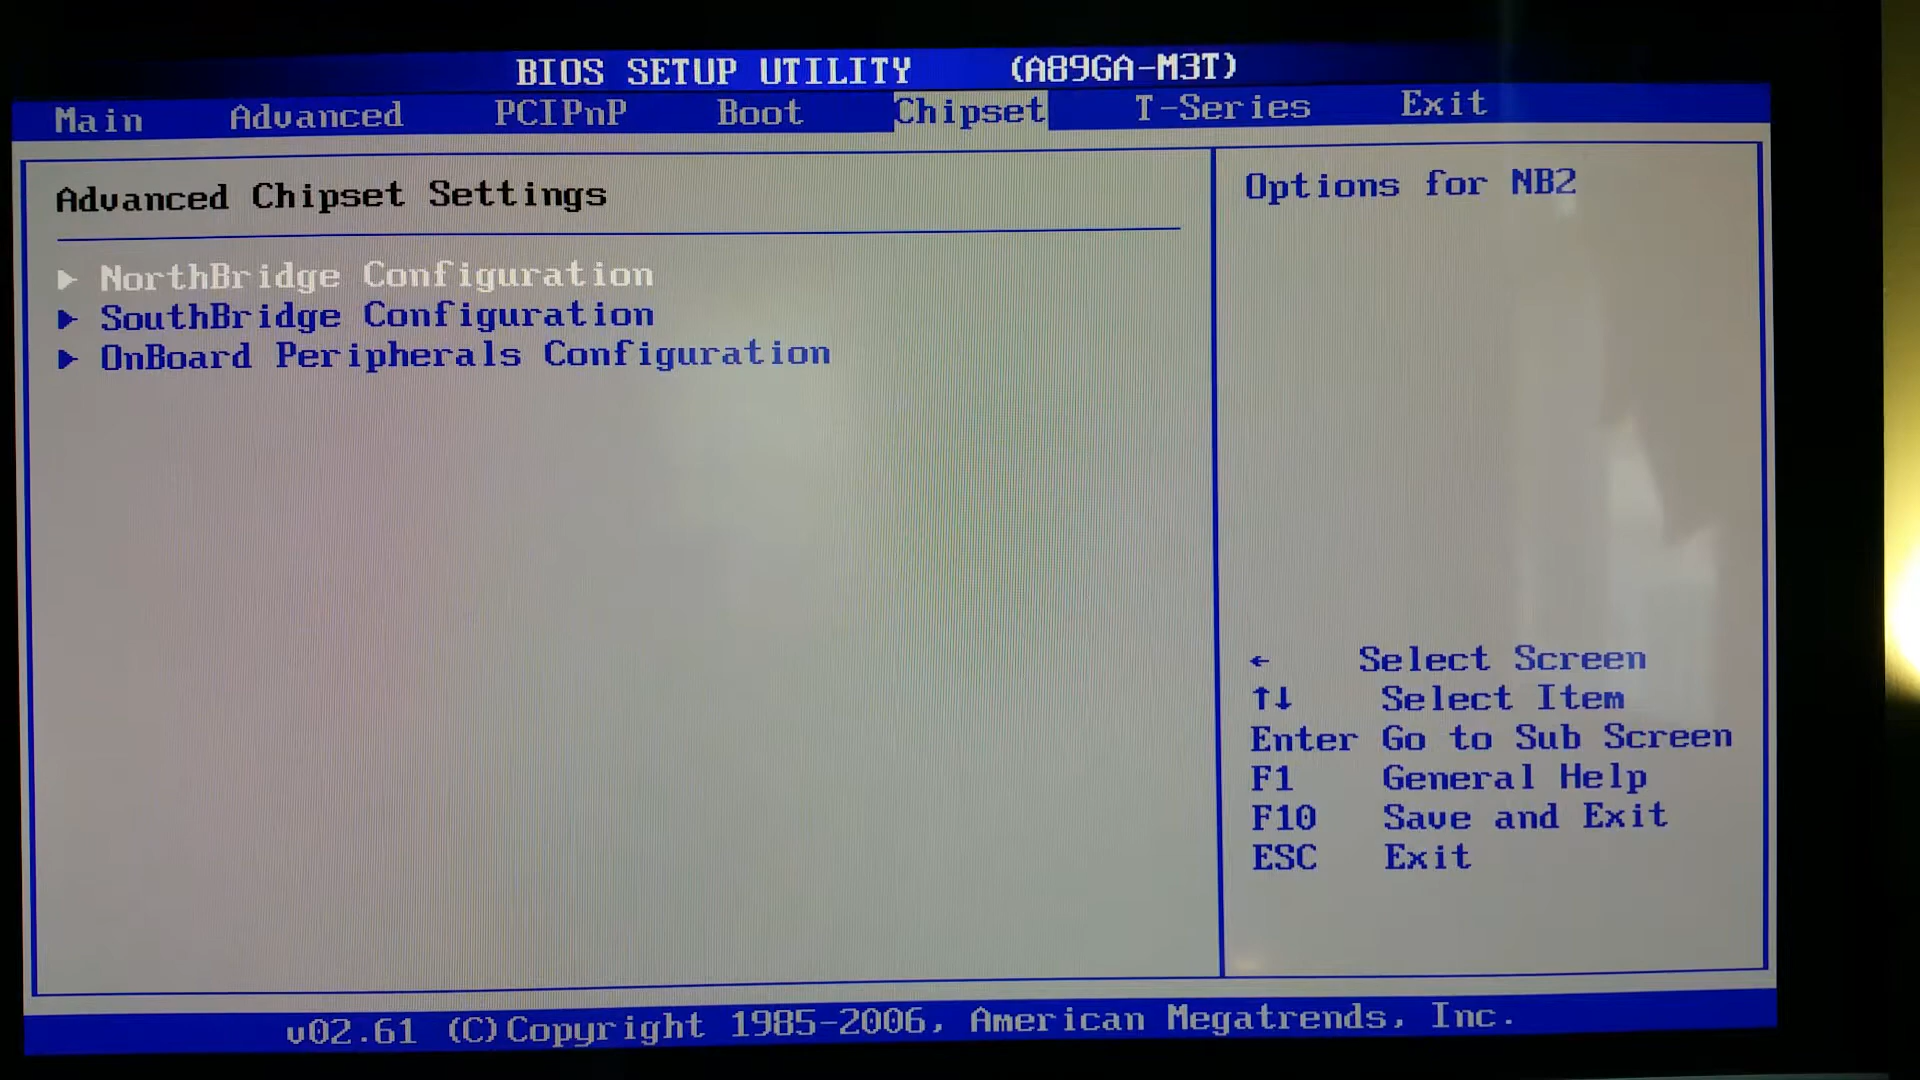 BIOS SETUP UTILITY (A89GA-M3T)
Main Advanced PCIPnP Boot Chipset T-Series Exit
Advanced Chipset Settings
▶ NorthBridge Configuration
▶ SouthBridge Configuration
▶ OnBoard Peripherals Configuration
Options for NB2
← Select Screen
↑↓ Select Item
Enter Go to Sub Screen
F1 General Help
F10 Save and Exit
ESC Exit
v02.61 (C)Copyright 1985-2006, American Megatrends, Inc.